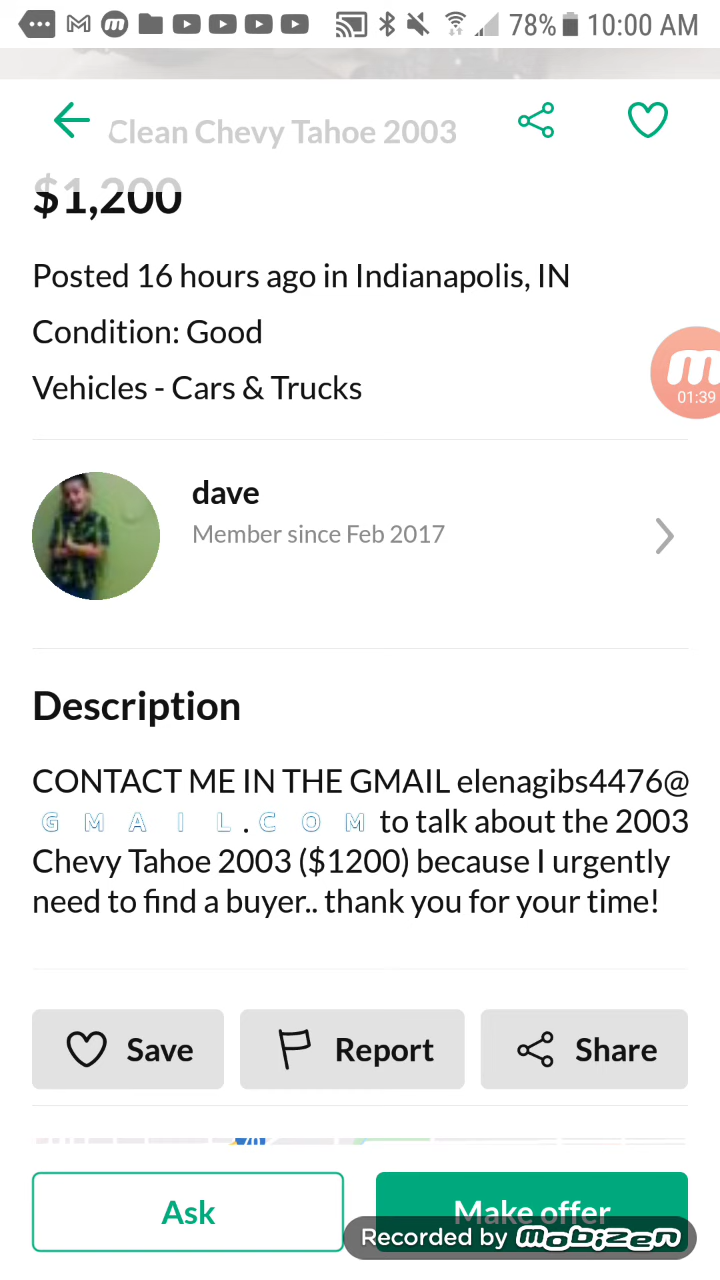 78% 10:00 AM
Clean Chevy Tahoe 2003
$1,200
Posted 16 hours ago in Indianapolis, IN
Condition: Good
Vehicles - Cars & Trucks
01:39
dave
Member since Feb 2017
Description
CONTACT ME IN THE GMAIL elenagibs4476@
G M A I L . C O M to talk about the 2003
Chevy Tahoe 2003 ($1200) because I urgently
need to find a buyer.. thank you for your time!
Save Report Share
Ask Make offer
Recorded by mobizen